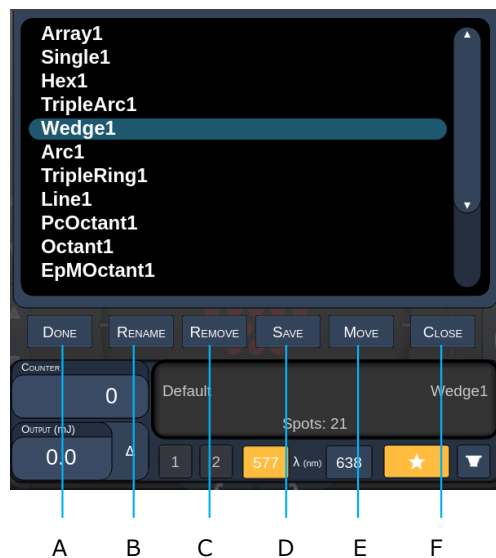 Array1
Single1
Hex1
TripleArc1
Wedge1
Arc1
TripleRing1
Line1
PcOctant1
Octant1
EpMOctant1
DONE RENAME REMOVE SAVE MOVE CLOSE
COUNTER
0
Default Wedge1
Spots: 21
OUTPUT (mJ)
0.0 Δ
1 2 577 λ (nm) 638
A B C D E F